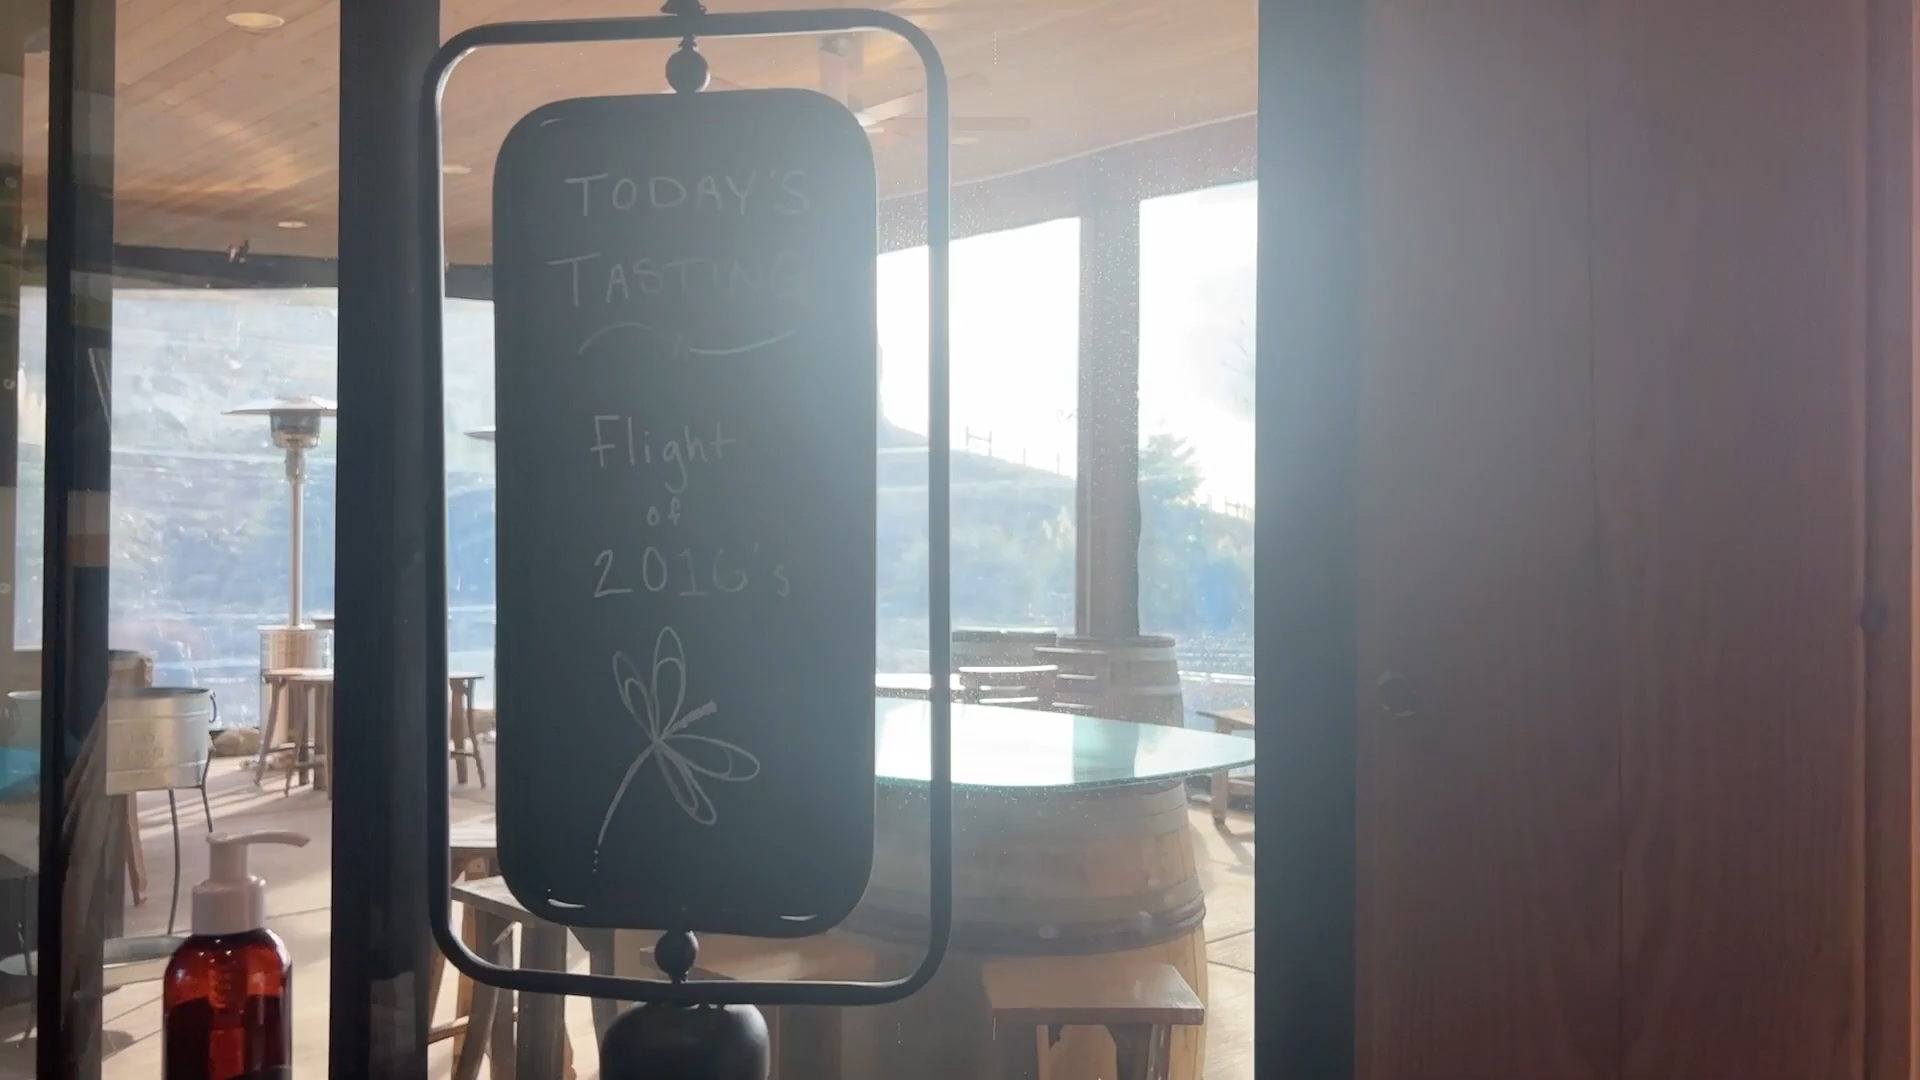 TODAY'S
TASTING
Flight
of
2016's